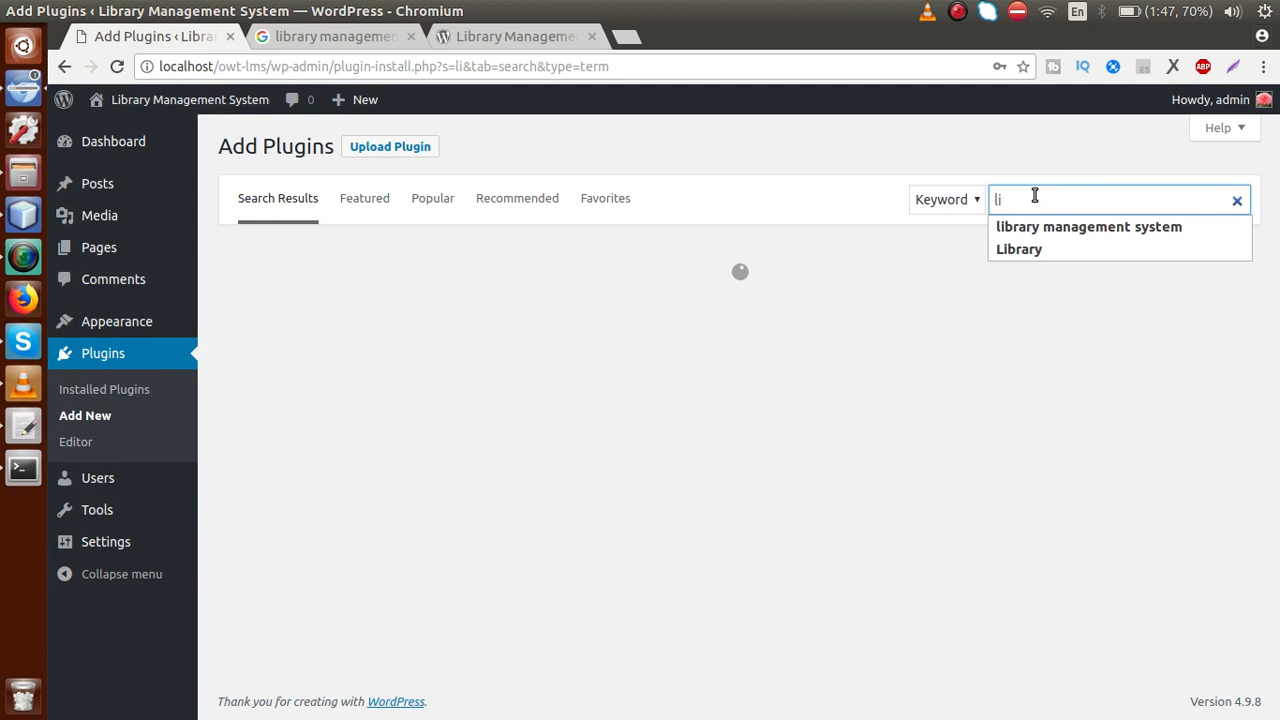 Add Plugins ‹ Library Management System — WordPress - Chromium
En
(1:47, 70%)
Add Plugins ‹ Librar
library managemen
Library Manageme
localhost/owt-lms/wp-admin/plugin-install.php?s=li&tab=search&type=term
Library Management System
0
New
Howdy, admin
Dashboard
Posts
Media
Pages
Comments
Appearance
Plugins
Installed Plugins
Add New
Editor
Users
Tools
Settings
Collapse menu
Help
Add Plugins
Upload Plugin
Search Results
Featured
Popular
Recommended
Favorites
Keyword
li
library management system
Library
Thank you for creating with WordPress.
Version 4.9.8